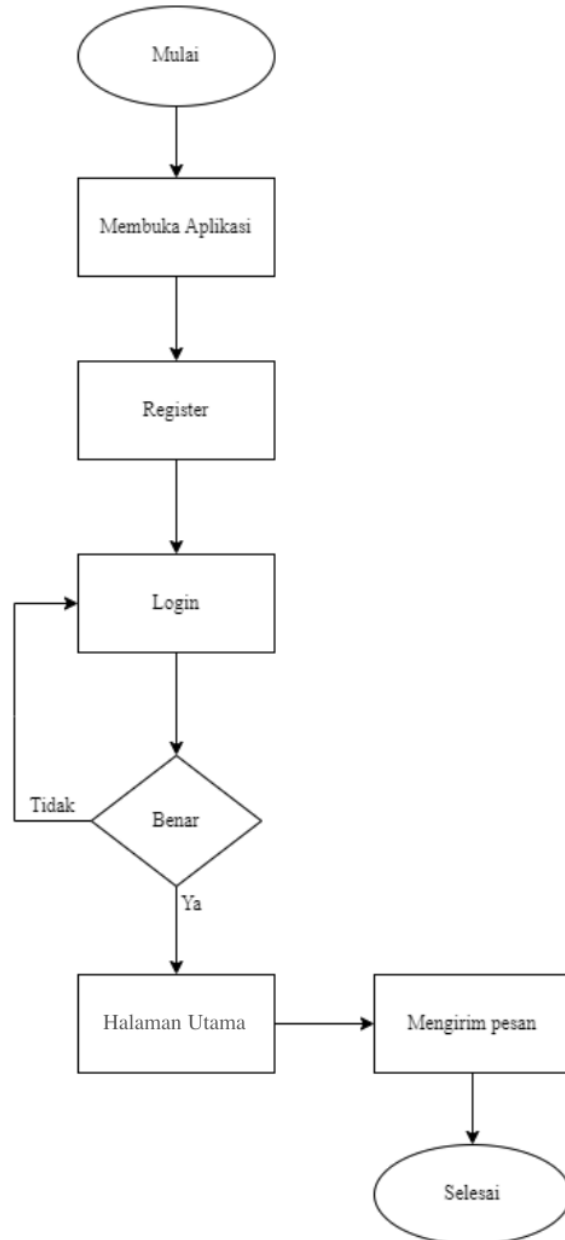 Mulai
Membuka Aplikasi
Register
Login
Tidak
Benar
Ya
Halaman Utama
Mengirim pesan
Selesai